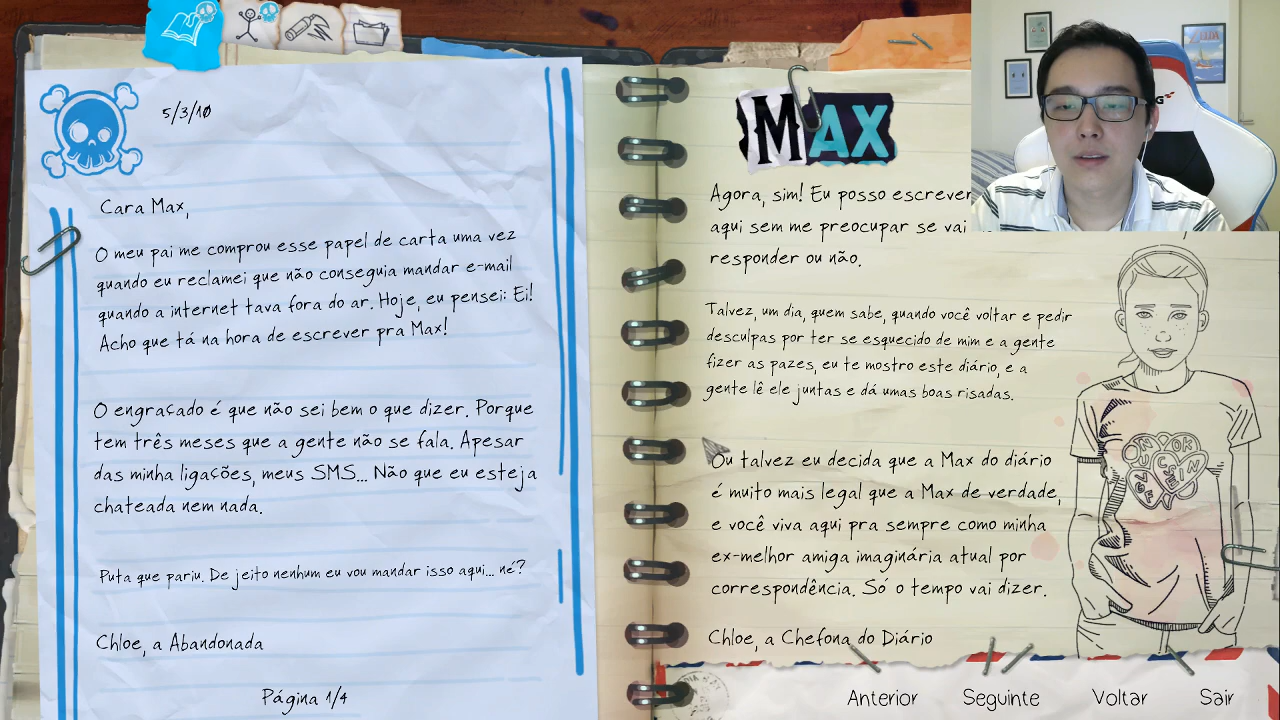 5/3/10
Cara Max,
O meu pai me comprou esse papel de carta uma vez
quando eu reclamei que não conseguia mandar e-mail
quando a internet tava fora do ar. Hoje, eu pensei: Ei!
Acho que tá na hora de escrever pra Max!
O engraçado é que não sei bem o que dizer. Porque
tem três meses que a gente não se fala. Apesar
das minha ligações, meus SMS... Não que eu esteja
chateada nem nada.
Puta que pariu. De jeito nenhum eu vou mandar isso aqui... né?
Chloe, a Abandonada
Página 1/4
MAX
Agora, sim! Eu posso escrever
aqui sem me preocupar se vai
responder ou não.
Talvez, um dia, quem sabe, quando você voltar e pedir
desculpas por ter se esquecido de mim e a gente
fizer as pazes, eu te mostro este diário, e a
gente lê ele juntas e dá umas boas risadas.
Ou talvez eu decida que a Max do diário
é muito mais legal que a Max de verdade,
e você viva aqui pra sempre como minha
ex-melhor amiga imaginária atual por
correspondência. Só o tempo vai dizer.
Chloe, a Chefona do Diário
Anterior Seguinte Voltar Sair